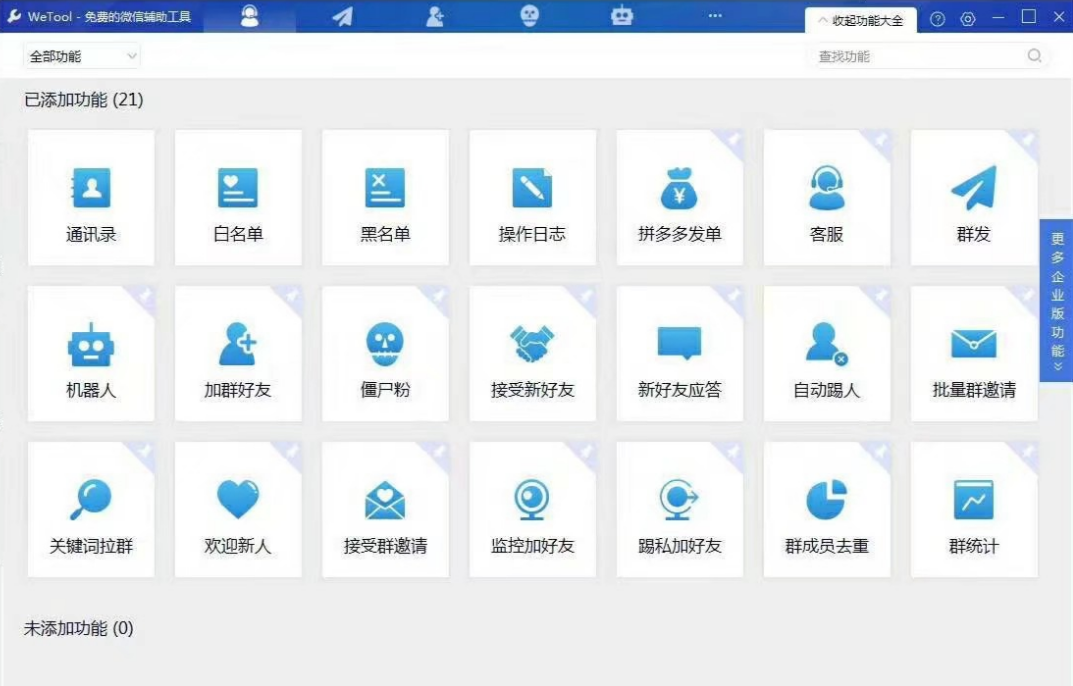 WeTool - 免费的微信辅助工具
收起功能大全
全部功能
查找功能
已添加功能 (21)
通讯录
白名单
黑名单
操作日志
拼多多发单
客服
群发
机器人
加群好友
僵尸粉
接受新好友
新好友应答
自动踢人
批量群邀请
关键词拉群
欢迎新人
接受群邀请
监控加好友
踢私加好友
群成员去重
群统计
更多企业版功能
未添加功能 (0)